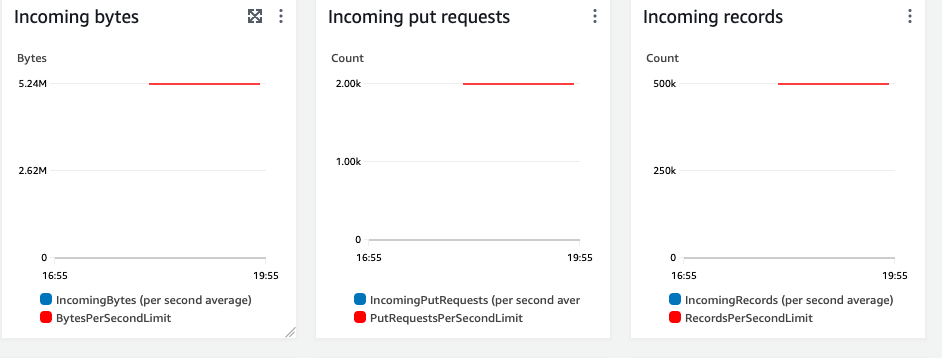 Incoming bytes
Bytes
5.24M
2.62M
0
16:55
19:55
IncomingBytes (per second average)
BytesPerSecondLimit
Incoming put requests
Count
2.00k
1.00k
0
16:55
19:55
IncomingPutRequests (per second aver
PutRequestsPerSecondLimit
Incoming records
Count
500k
250k
0
16:55
19:55
IncomingRecords (per second average)
RecordsPerSecondLimit